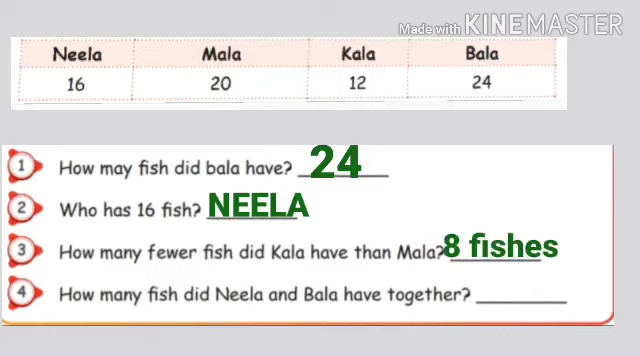 Made with KINEMASTER
Neela Mala Kala Bala
16 20 12 24
1 How may fish did bala have? 24
2 Who has 16 fish? NEELA
3 How many fewer fish did Kala have than Mala? 8 fishes
4 How many fish did Neela and Bala have together?